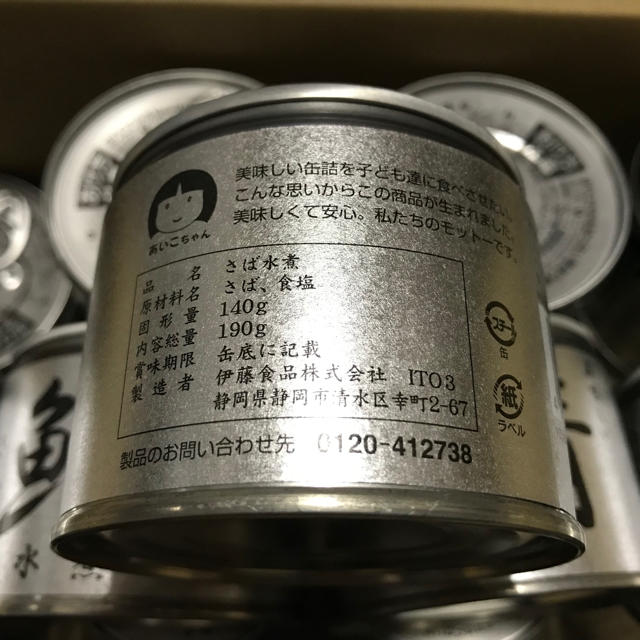 美味しい缶詰を子ども達に食べさせたい。
こんな思いからこの商品が生まれました。
美味しくて安心。私たちのモットーです。
あいこちゃん
品名 さば水煮
原材料名 さば、食塩
固形量 140g
内容総量 190g
賞味期限 缶底に記載
製造者 伊藤食品株式会社 ITO3
静岡県静岡市清水区幸町2-67
製品のお問い合わせ先 0120-412738
スチール
缶
紙
ラベル
水煮